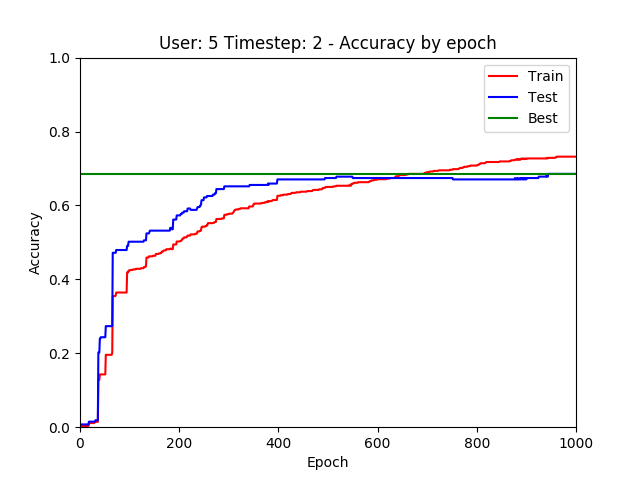 User: 5 Timestep: 2 - Accuracy by epoch
1.0
0.8
0.6
0.4
0.2
0.0
Accuracy
Train
Test
Best
0 200 400 600 800 1000
Epoch